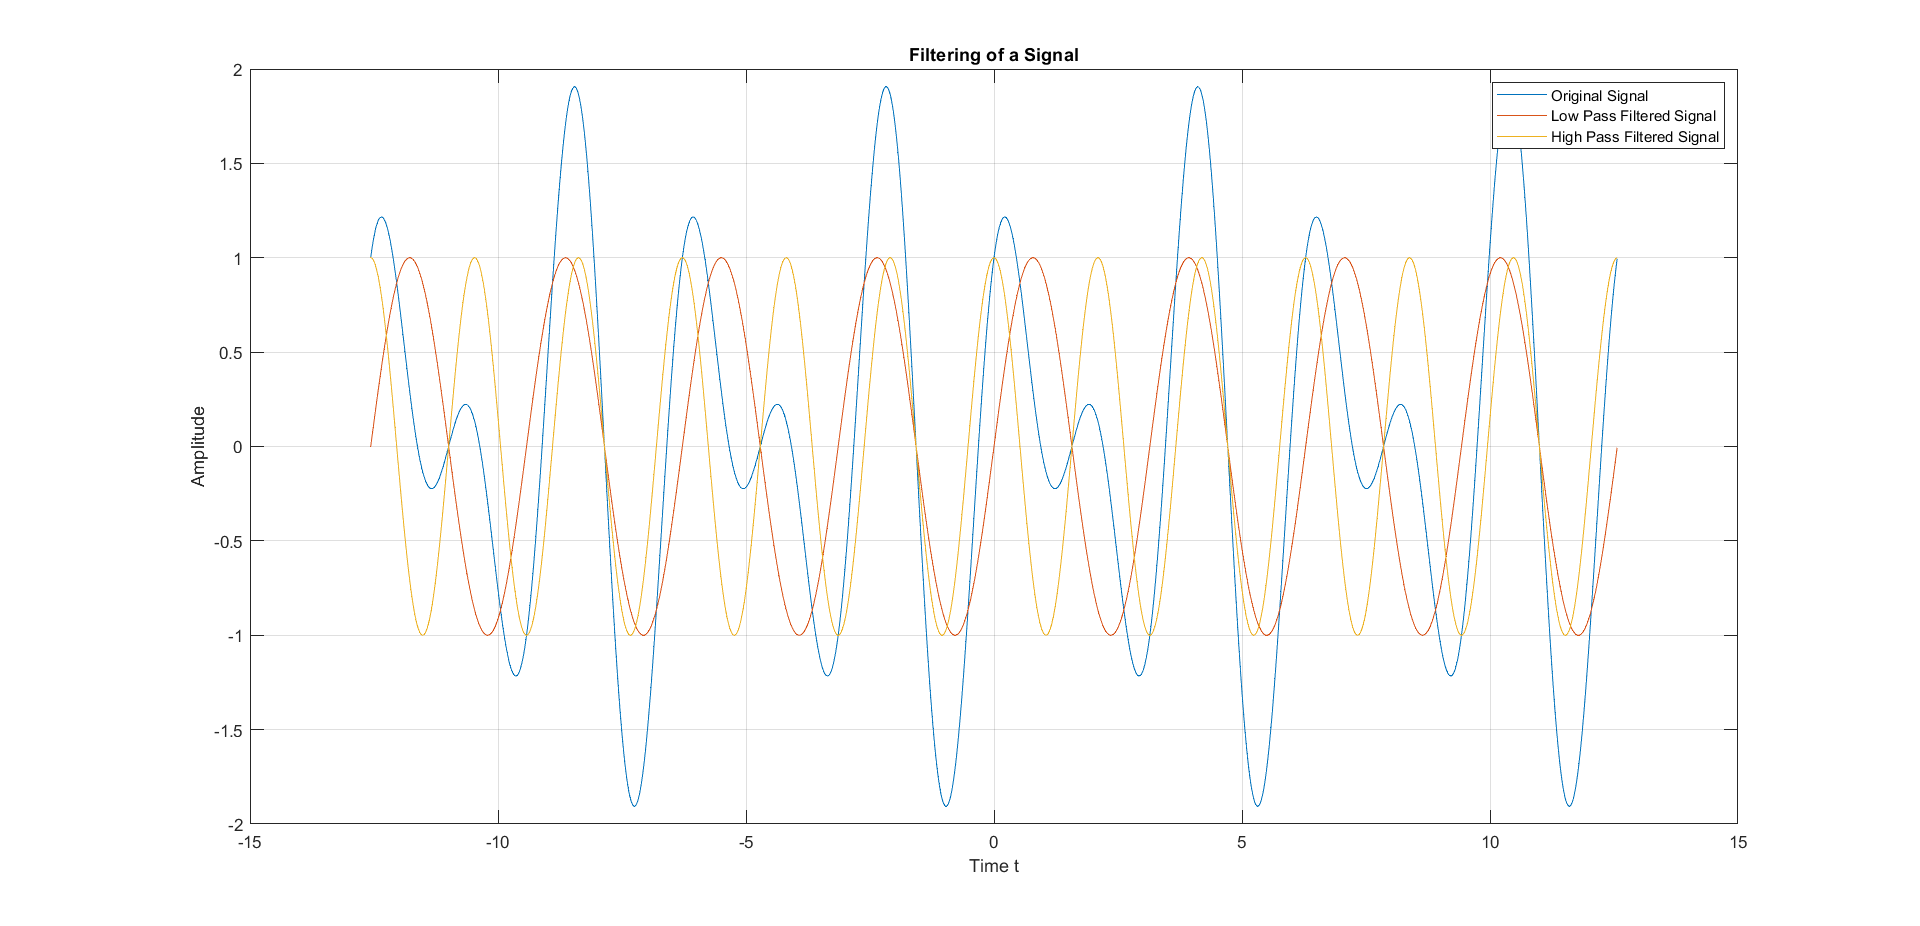 Filtering of a Signal
Original Signal
Low Pass Filtered Signal
High Pass Filtered Signal
2
1.5
1
0.5
0
-0.5
-1
-1.5
-2
Amplitude
-15 -10 -5 0 5 10 15
Time t